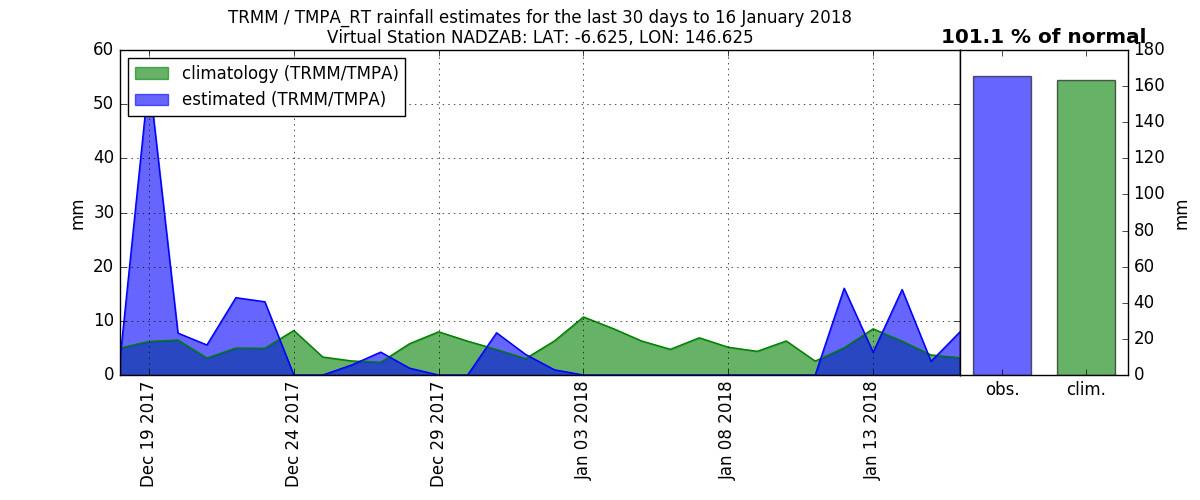 TRMM / TMPA_RT rainfall estimates for the last 30 days to 16 January 2018
Virtual Station NADZAB: LAT: -6.625, LON: 146.625
101.1 % of normal
climatology (TRMM/TMPA)
estimated (TRMM/TMPA)
60
50
40
30
20
10
0
mm
Dec 19 2017
Dec 24 2017
Dec 29 2017
Jan 03 2018
Jan 08 2018
Jan 13 2018
180
160
140
120
100
80
60
40
20
0
mm
obs.
clim.